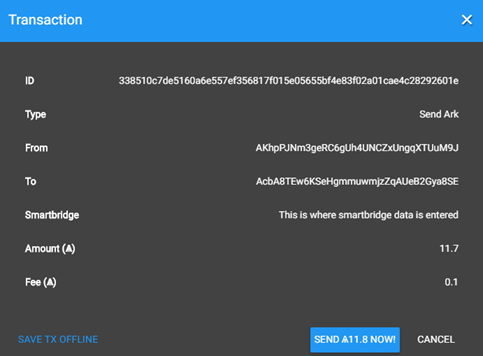 Transaction ×
ID 338510c7de5160a6e557ef356817f015e05655bf4e83f02a01cae4c28292601e
Type Send Ark
From AKhpPJNm3geRC6gUh4UNCZxUngqXTUuM9J
To AcbA8TEw6KSeHgmmuwmjzZqAUeB2Gya8SE
Smartbridge This is where smartbridge data is entered
Amount (Ѧ) 11.7
Fee (Ѧ) 0.1
SAVE TX OFFLINE SEND Ѧ11.8 NOW! CANCEL